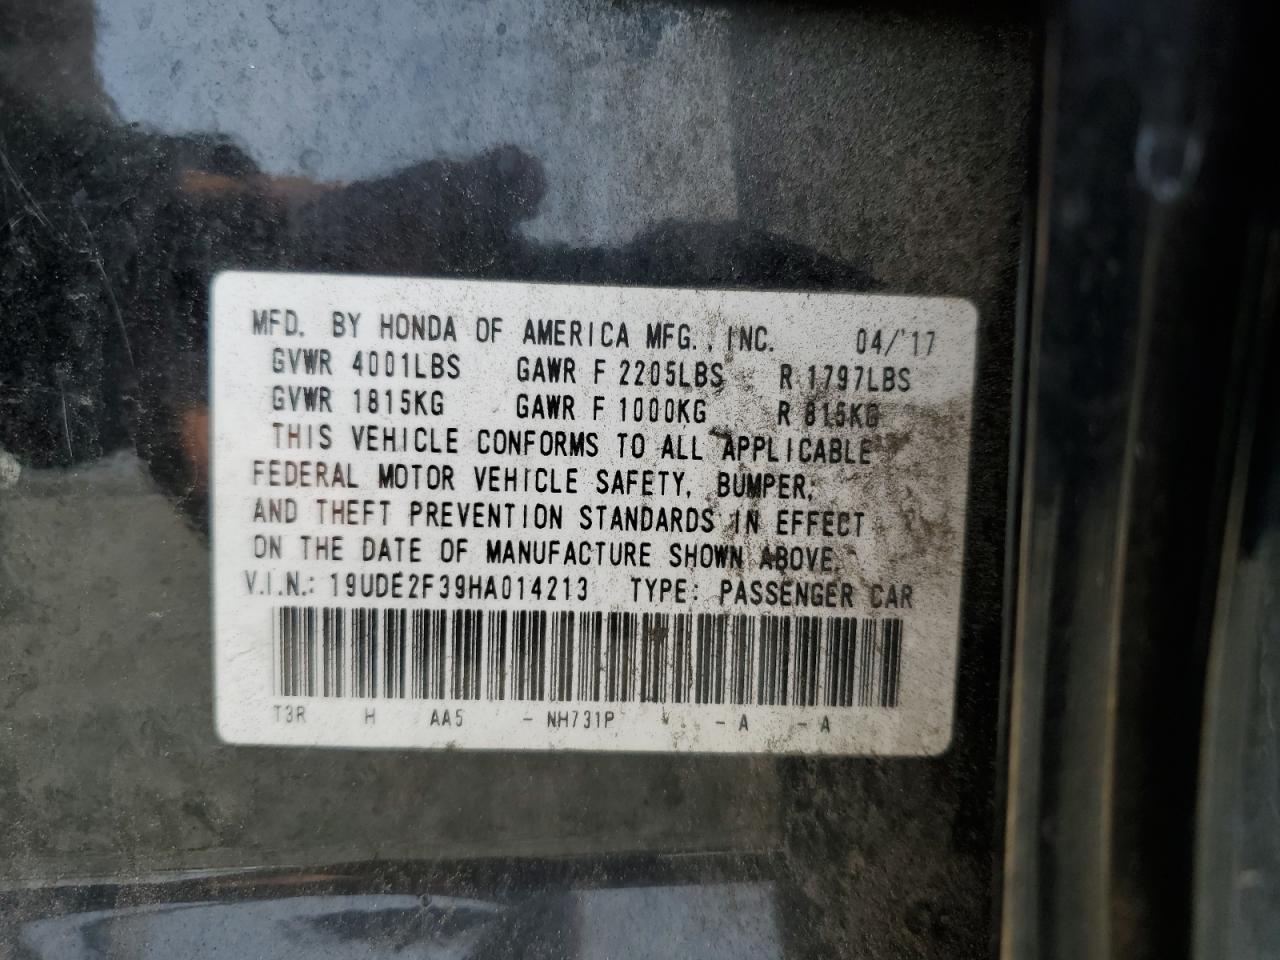 MFD. BY HONDA OF AMERICA MFG., INC. 04/'17
GVWR 4001LBS GAWR F 2205LBS R 1797LBS
GVWR 1815KG GAWR F 1000KG R 815KG
THIS VEHICLE CONFORMS TO ALL APPLICABLE
FEDERAL MOTOR VEHICLE SAFETY, BUMPER,
AND THEFT PREVENTION STANDARDS IN EFFECT
ON THE DATE OF MANUFACTURE SHOWN ABOVE.
V.I.N.: 19UDE2F39HA014213 TYPE: PASSENGER CAR
T3R H AA5 - NH731P - A - A